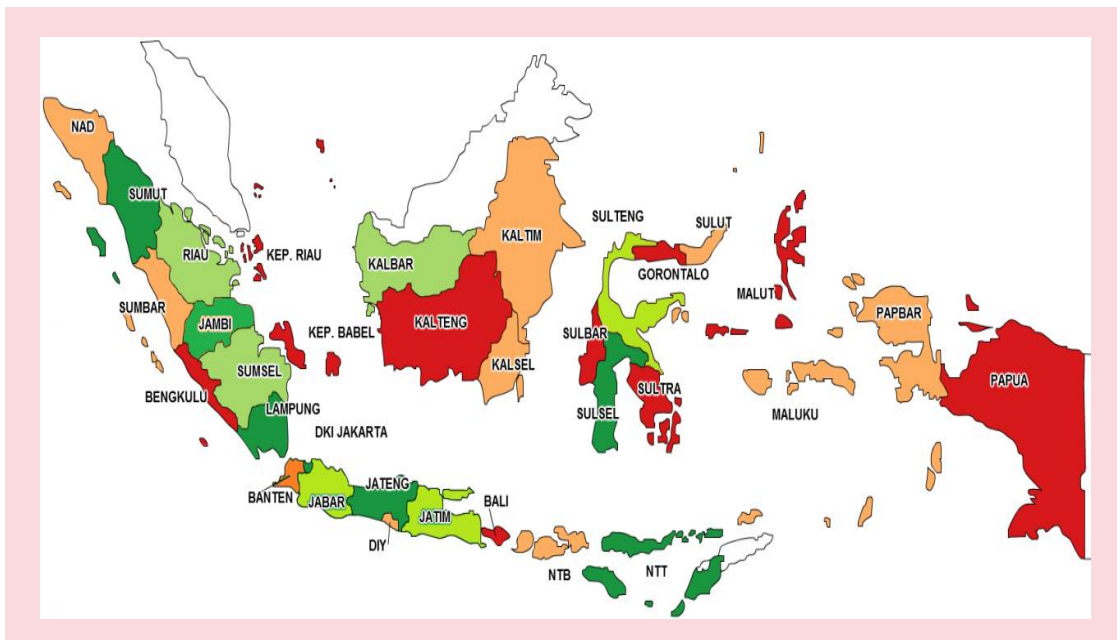 NAD
SUMUT
RIAU
KEP. RIAU
SUMBAR
JAMBI
KEP. BABEL
SUMSEL
BENGKULU
LAMPUNG
DKI JAKARTA
BANTEN
JABAR
JATENG
DIY
JATIM
BALI
NTB
NTT
KALBAR
KALTENG
KALTIM
KALSEL
SULTENG
SULUT
GORONTALO
SULBAR
SULTRA
SULSEL
MALUT
MALUKU
PAPBAR
PAPUA